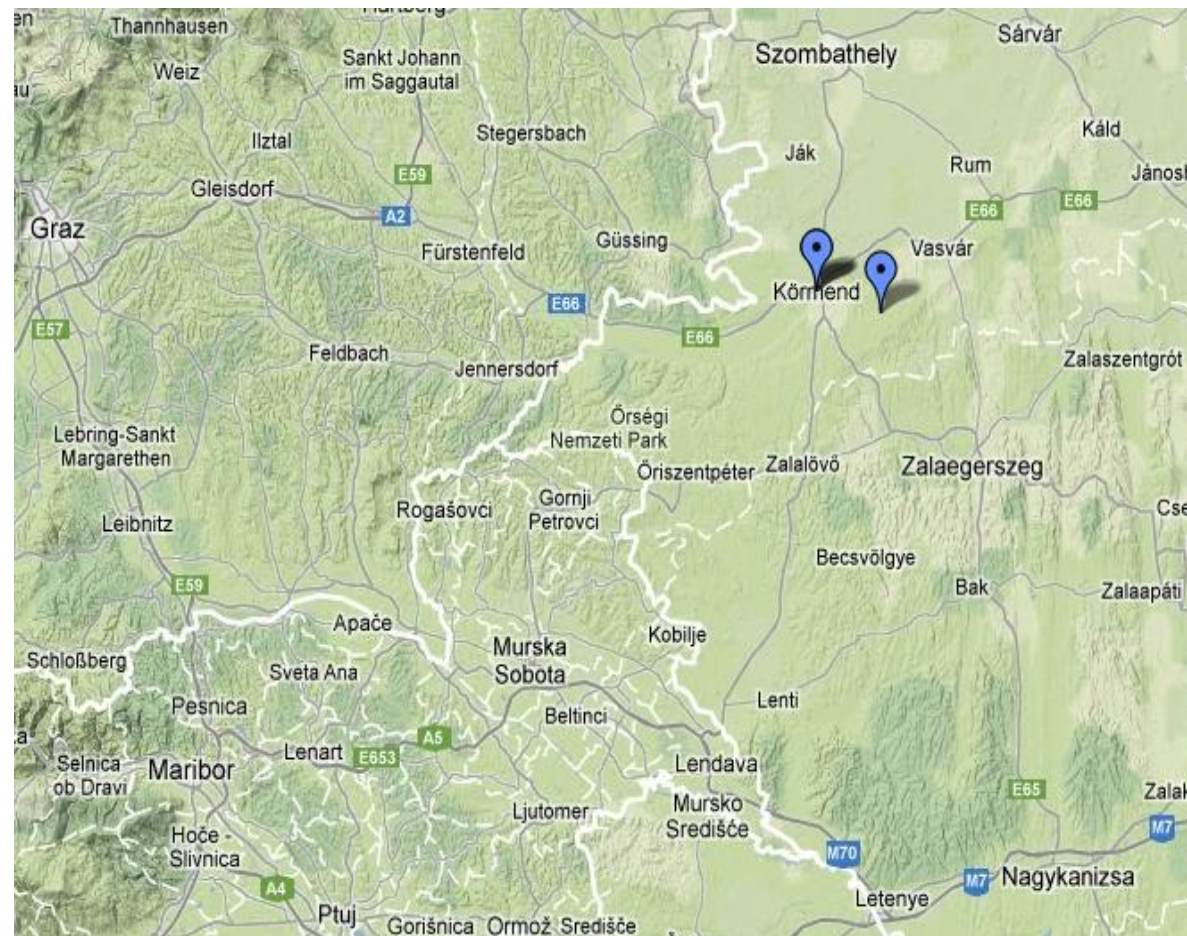 Thannhausen
Sárvár
Szombathely
Sankt Johann
im Saggautal
Weiz
Káld
Stegersbach
Ilztal
Ják
Rum
E59
Gleisdorf
E66
E66
A2
Graz
Güssing
Fürstenfeld
Vasvár
Körmend
E66
E57
E66
Feldbach
Jennersdorf
Zalaszentgrót
Őrségi
Nemzeti Park
Lebring-Sankt
Margarethen
Őriszentpéter
Zalalövő
Zalaegerszeg
Rogašovci
Gornji
Petrovci
Leibnitz
Becsvölgye
E59
Bak
Zalaapáti
Apače
Kobilje
Murska
Sobota
Schloßberg
Sveta Ana
Pesnica
Lenti
Beltinci
A5
Lenart
E653
Selnica
ob Dravi
Maribor
Lendava
E65
Mursko
Središče
Ljutomer
M7
Hoče -
Slivnica
M70
A4
M7
Nagykanizsa
Letenye
Ptuj
Gorišnica
Ormož
Središče